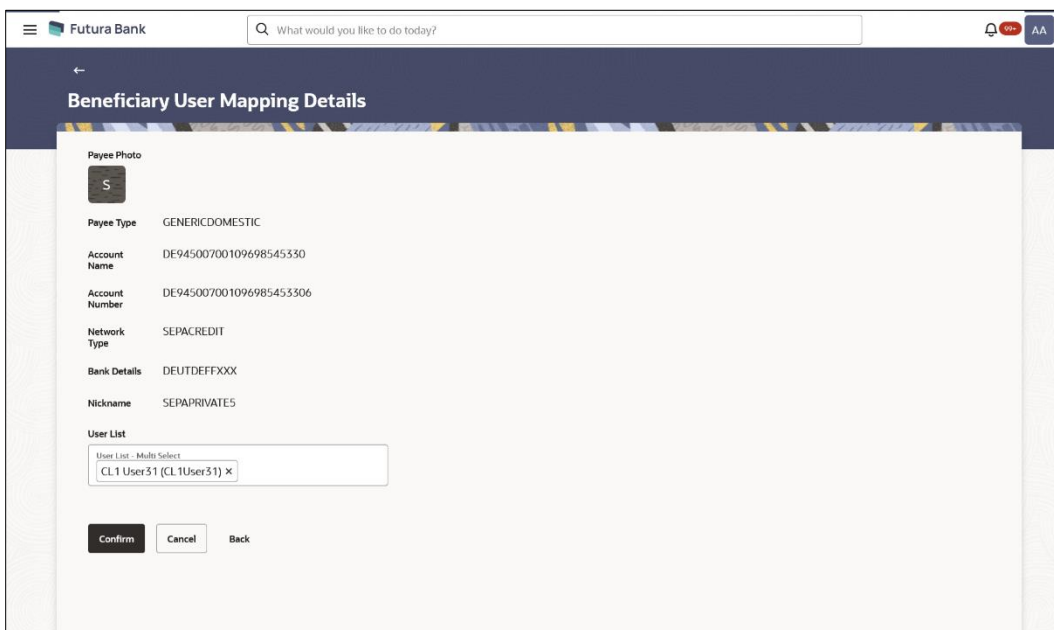 Futura Bank
What would you like to do today?
99+
AA
Beneficiary User Mapping Details
Payee Photo
S
Payee Type GENERICDOMESTIC
Account Name DE94500700109698545330
Account Number DE945007001096985453306
Network Type SEPACREDIT
Bank Details DEUTDEFFXXX
Nickname SEPAPRIVATE5
User List
User List - Multi Select
CL1 User31 (CL1User31) ×
Confirm Cancel Back